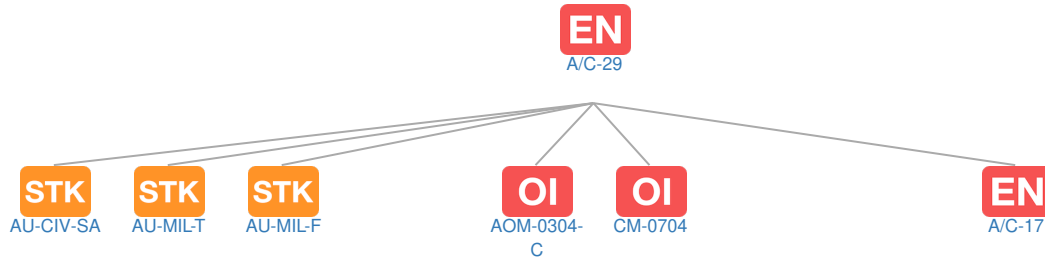 EN
A/C-29
STK STK STK OI OI EN
AU-CIV-SA AU-MIL-T AU-MIL-F AOM-0304- CM-0704 A/C-17
C